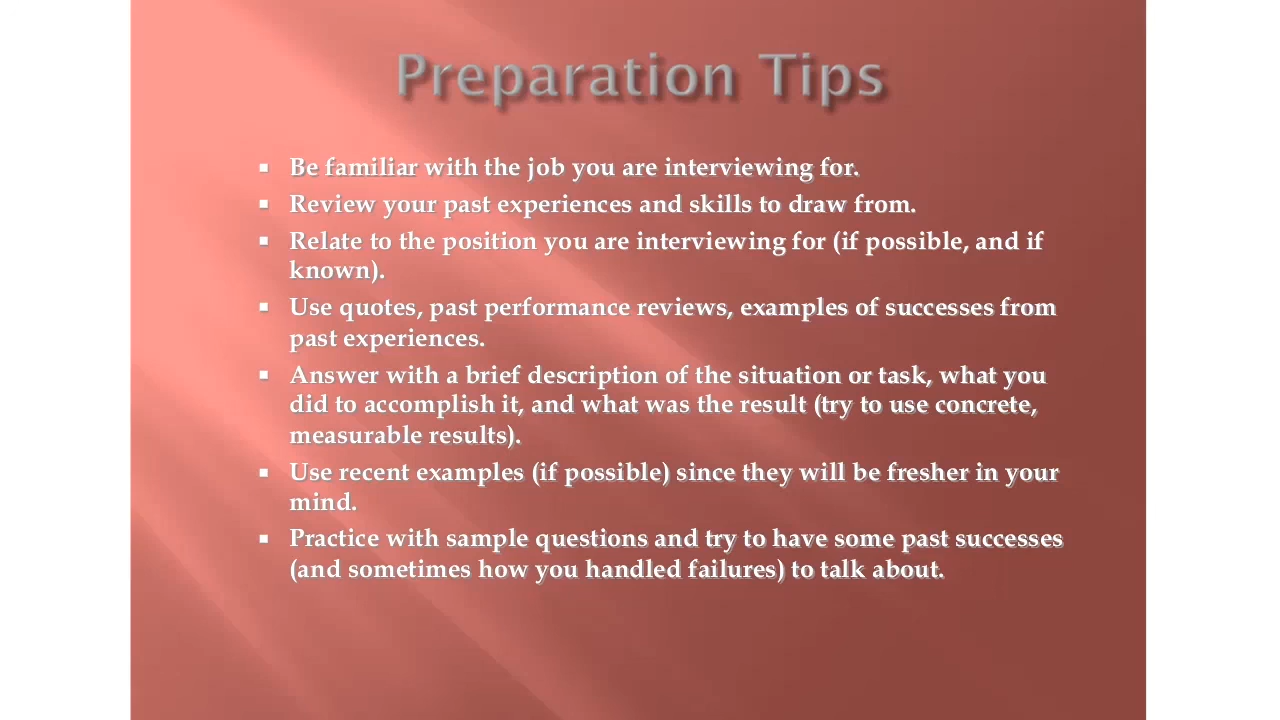 Preparation Tips
▪ Be familiar with the job you are interviewing for.
▪ Review your past experiences and skills to draw from.
▪ Relate to the position you are interviewing for (if possible, and if
known).
▪ Use quotes, past performance reviews, examples of successes from
past experiences.
▪ Answer with a brief description of the situation or task, what you
did to accomplish it, and what was the result (try to use concrete,
measurable results).
▪ Use recent examples (if possible) since they will be fresher in your
mind.
▪ Practice with sample questions and try to have some past successes
(and sometimes how you handled failures) to talk about.